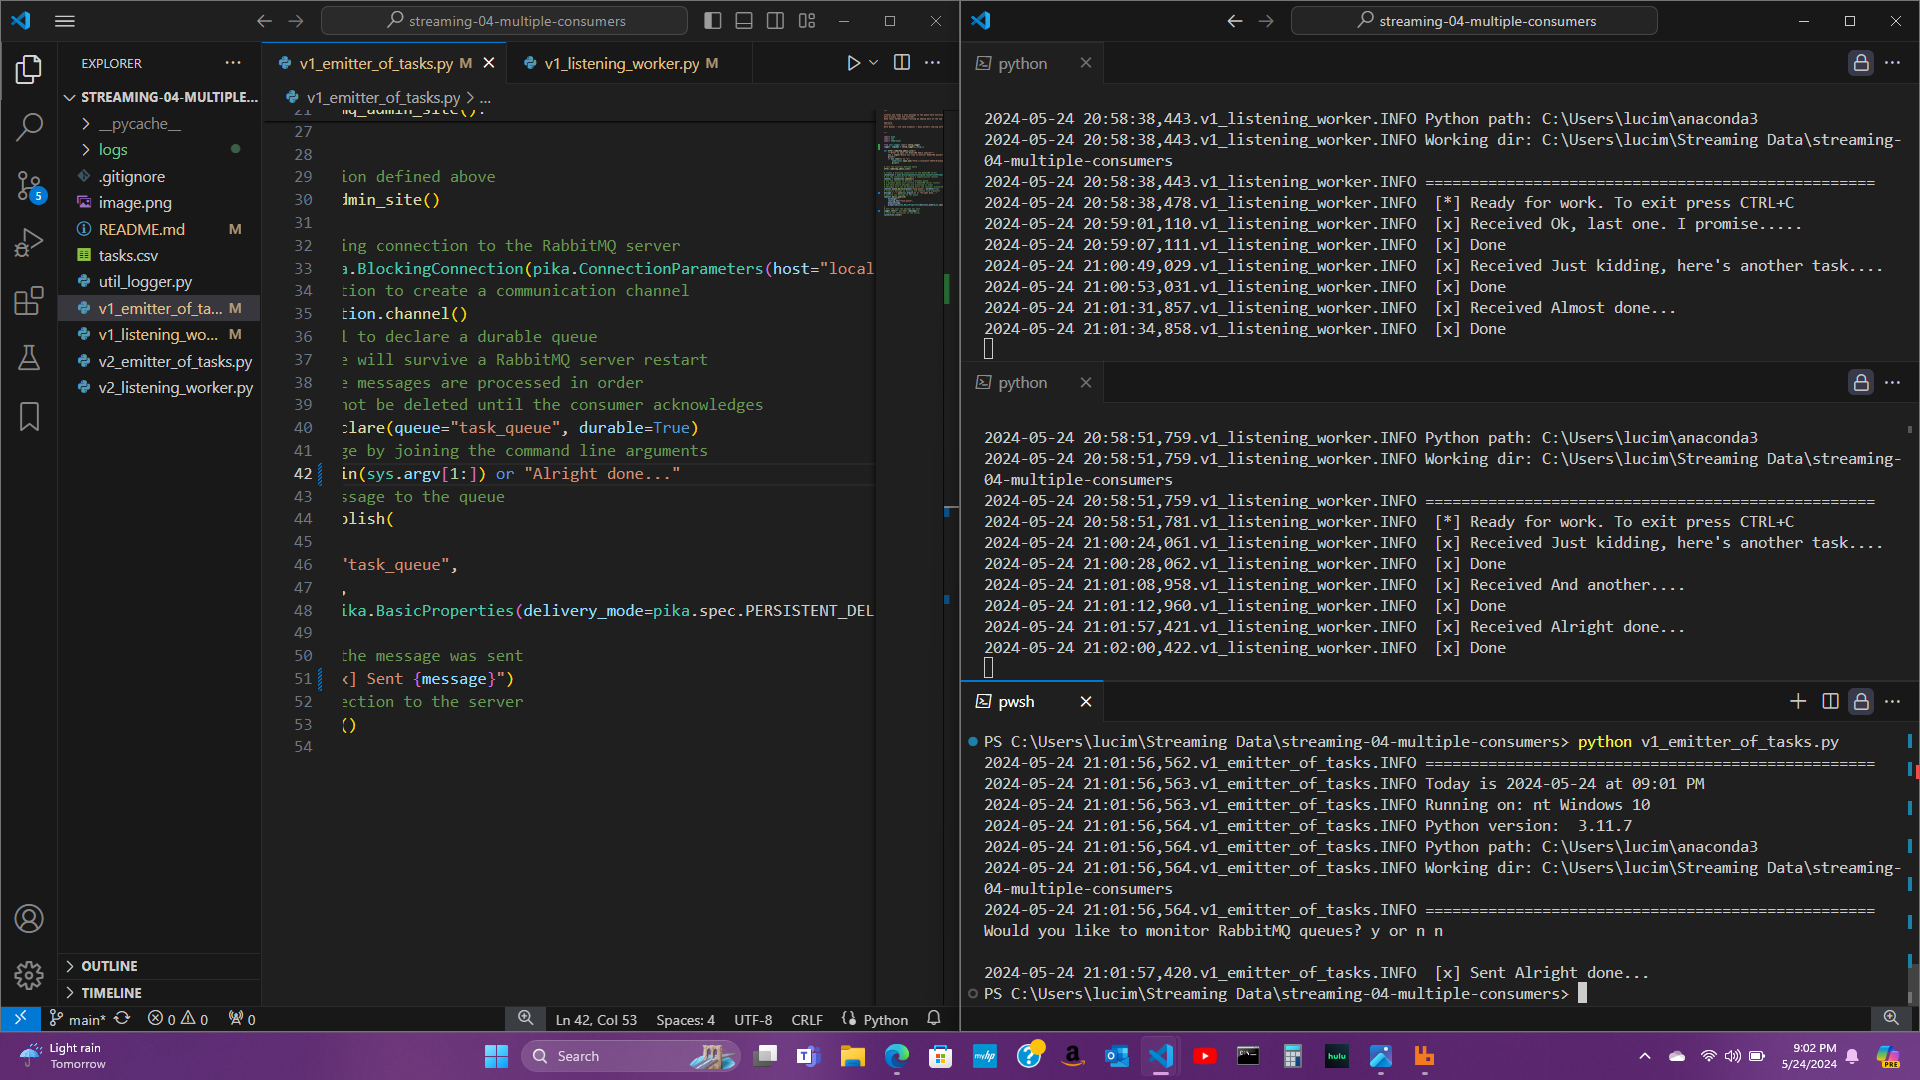 streaming-04-multiple-consumers
EXPLORER
STREAMING-04-MULTIPLE...
__pycache__
logs
.gitignore
image.png
README.md M
tasks.csv
util_logger.py
v1_emitter_of_ta... M
v1_listening_wo... M
v2_emitter_of_tasks.py
v2_listening_worker.py
OUTLINE
TIMELINE
5
v1_emitter_of_tasks.py M
v1_listening_worker.py M
v1_emitter_of_tasks.py > ...
27
28
29 ion defined above
30 dmin_site()
31
32 ing connection to the RabbitMQ server
33 a.BlockingConnection(pika.ConnectionParameters(host="local
34 tion to create a communication channel
35 tion.channel()
36 l to declare a durable queue
37 e will survive a RabbitMQ server restart
38 e messages are processed in order
39 not be deleted until the consumer acknowledges
40 clare(queue="task_queue", durable=True)
41 ge by joining the command line arguments
42 in(sys.argv[1:]) or "Alright done..."
43 ssage to the queue
44 blish(
45
46 "task_queue",
47 ,
48 pika.BasicProperties(delivery_mode=pika.spec.PERSISTENT_DEL
49
50 the message was sent
51 x] Sent {message}")
52 ection to the server
53 ()
54
main* 0 0 0
Ln 42, Col 53 Spaces: 4 UTF-8 CRLF Python
streaming-04-multiple-consumers
python
2024-05-24 20:58:38,443.v1_listening_worker.INFO Python path: C:\Users\lucim\anaconda3
2024-05-24 20:58:38,443.v1_listening_worker.INFO Working dir: C:\Users\lucim\Streaming Data\streaming-
04-multiple-consumers
2024-05-24 20:58:38,443.v1_listening_worker.INFO ==================================================
2024-05-24 20:58:38,478.v1_listening_worker.INFO  [*] Ready for work. To exit press CTRL+C
2024-05-24 20:59:01,110.v1_listening_worker.INFO  [x] Received Ok, last one. I promise.....
2024-05-24 20:59:07,111.v1_listening_worker.INFO  [x] Done
2024-05-24 21:00:49,029.v1_listening_worker.INFO  [x] Received Just kidding, here's another task....
2024-05-24 21:00:53,031.v1_listening_worker.INFO  [x] Done
2024-05-24 21:01:31,857.v1_listening_worker.INFO  [x] Received Almost done...
2024-05-24 21:01:34,858.v1_listening_worker.INFO  [x] Done
python
2024-05-24 20:58:51,759.v1_listening_worker.INFO Python path: C:\Users\lucim\anaconda3
2024-05-24 20:58:51,759.v1_listening_worker.INFO Working dir: C:\Users\lucim\Streaming Data\streaming-
04-multiple-consumers
2024-05-24 20:58:51,759.v1_listening_worker.INFO ==================================================
2024-05-24 20:58:51,781.v1_listening_worker.INFO  [*] Ready for work. To exit press CTRL+C
2024-05-24 21:00:24,061.v1_listening_worker.INFO  [x] Received Just kidding, here's another task....
2024-05-24 21:00:28,062.v1_listening_worker.INFO  [x] Done
2024-05-24 21:01:08,958.v1_listening_worker.INFO  [x] Received And another....
2024-05-24 21:01:12,960.v1_listening_worker.INFO  [x] Done
2024-05-24 21:01:57,421.v1_listening_worker.INFO  [x] Received Alright done...
2024-05-24 21:02:00,422.v1_listening_worker.INFO  [x] Done
pwsh
PS C:\Users\lucim\Streaming Data\streaming-04-multiple-consumers> python v1_emitter_of_tasks.py
2024-05-24 21:01:56,562.v1_emitter_of_tasks.INFO ==================================================
2024-05-24 21:01:56,563.v1_emitter_of_tasks.INFO Today is 2024-05-24 at 09:01 PM
2024-05-24 21:01:56,563.v1_emitter_of_tasks.INFO Running on: nt Windows 10
2024-05-24 21:01:56,564.v1_emitter_of_tasks.INFO Python version:  3.11.7
2024-05-24 21:01:56,564.v1_emitter_of_tasks.INFO Python path: C:\Users\lucim\anaconda3
2024-05-24 21:01:56,564.v1_emitter_of_tasks.INFO Working dir: C:\Users\lucim\Streaming Data\streaming-
04-multiple-consumers
2024-05-24 21:01:56,564.v1_emitter_of_tasks.INFO ==================================================
Would you like to monitor RabbitMQ queues? y or n n
2024-05-24 21:01:57,420.v1_emitter_of_tasks.INFO  [x] Sent Alright done...
PS C:\Users\lucim\Streaming Data\streaming-04-multiple-consumers>
Light rain
Tomorrow
Search
myhp
hulu
PRE
9:02 PM
5/24/2024